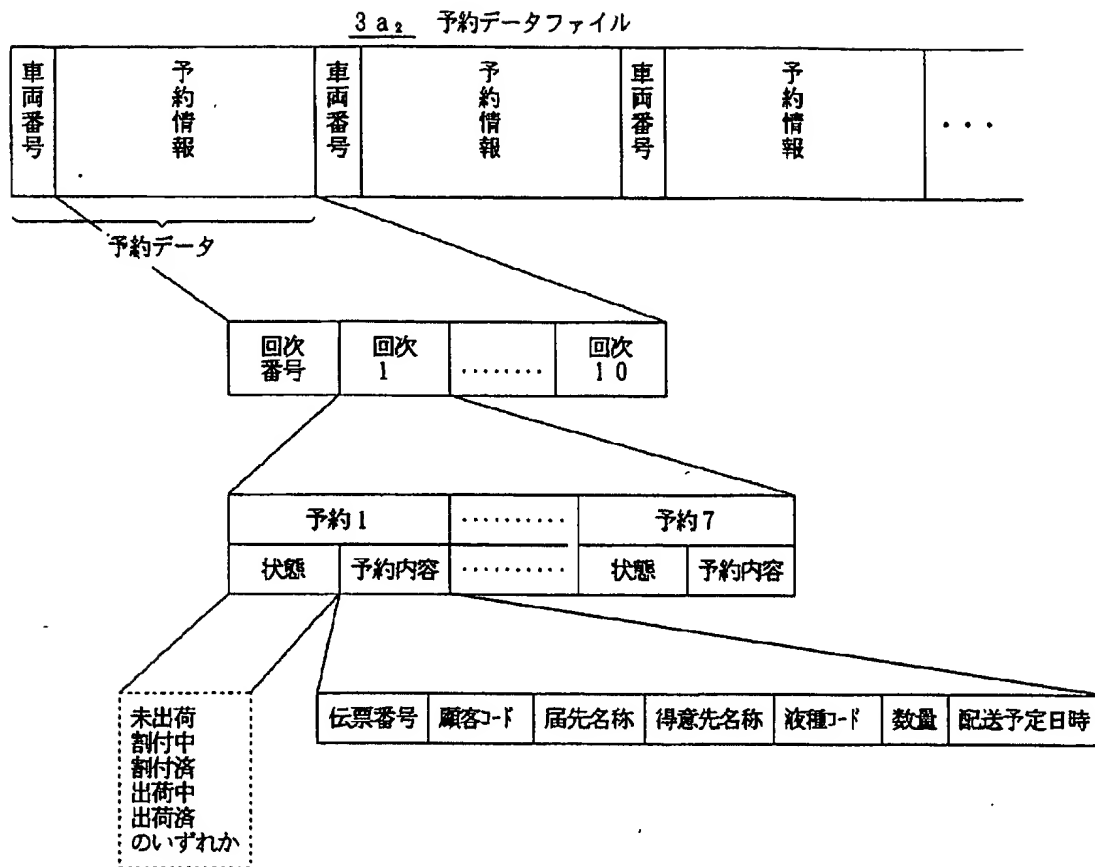 3a₂ 予約データファイル
車両番号 予約情報 車両番号 予約情報 車両番号 予約情報 ・・・
予約データ
回次番号 回次1 ‥‥‥‥ 回次10
予約1 ‥‥‥‥‥ 予約7
状態 予約内容 ‥‥‥‥‥ 状態 予約内容
未出荷
割付中
割付済
出荷中
出荷済
のいずれか
伝票番号 顧客コード 届先名称 得意先名称 液種コード 数量 配送予定日時